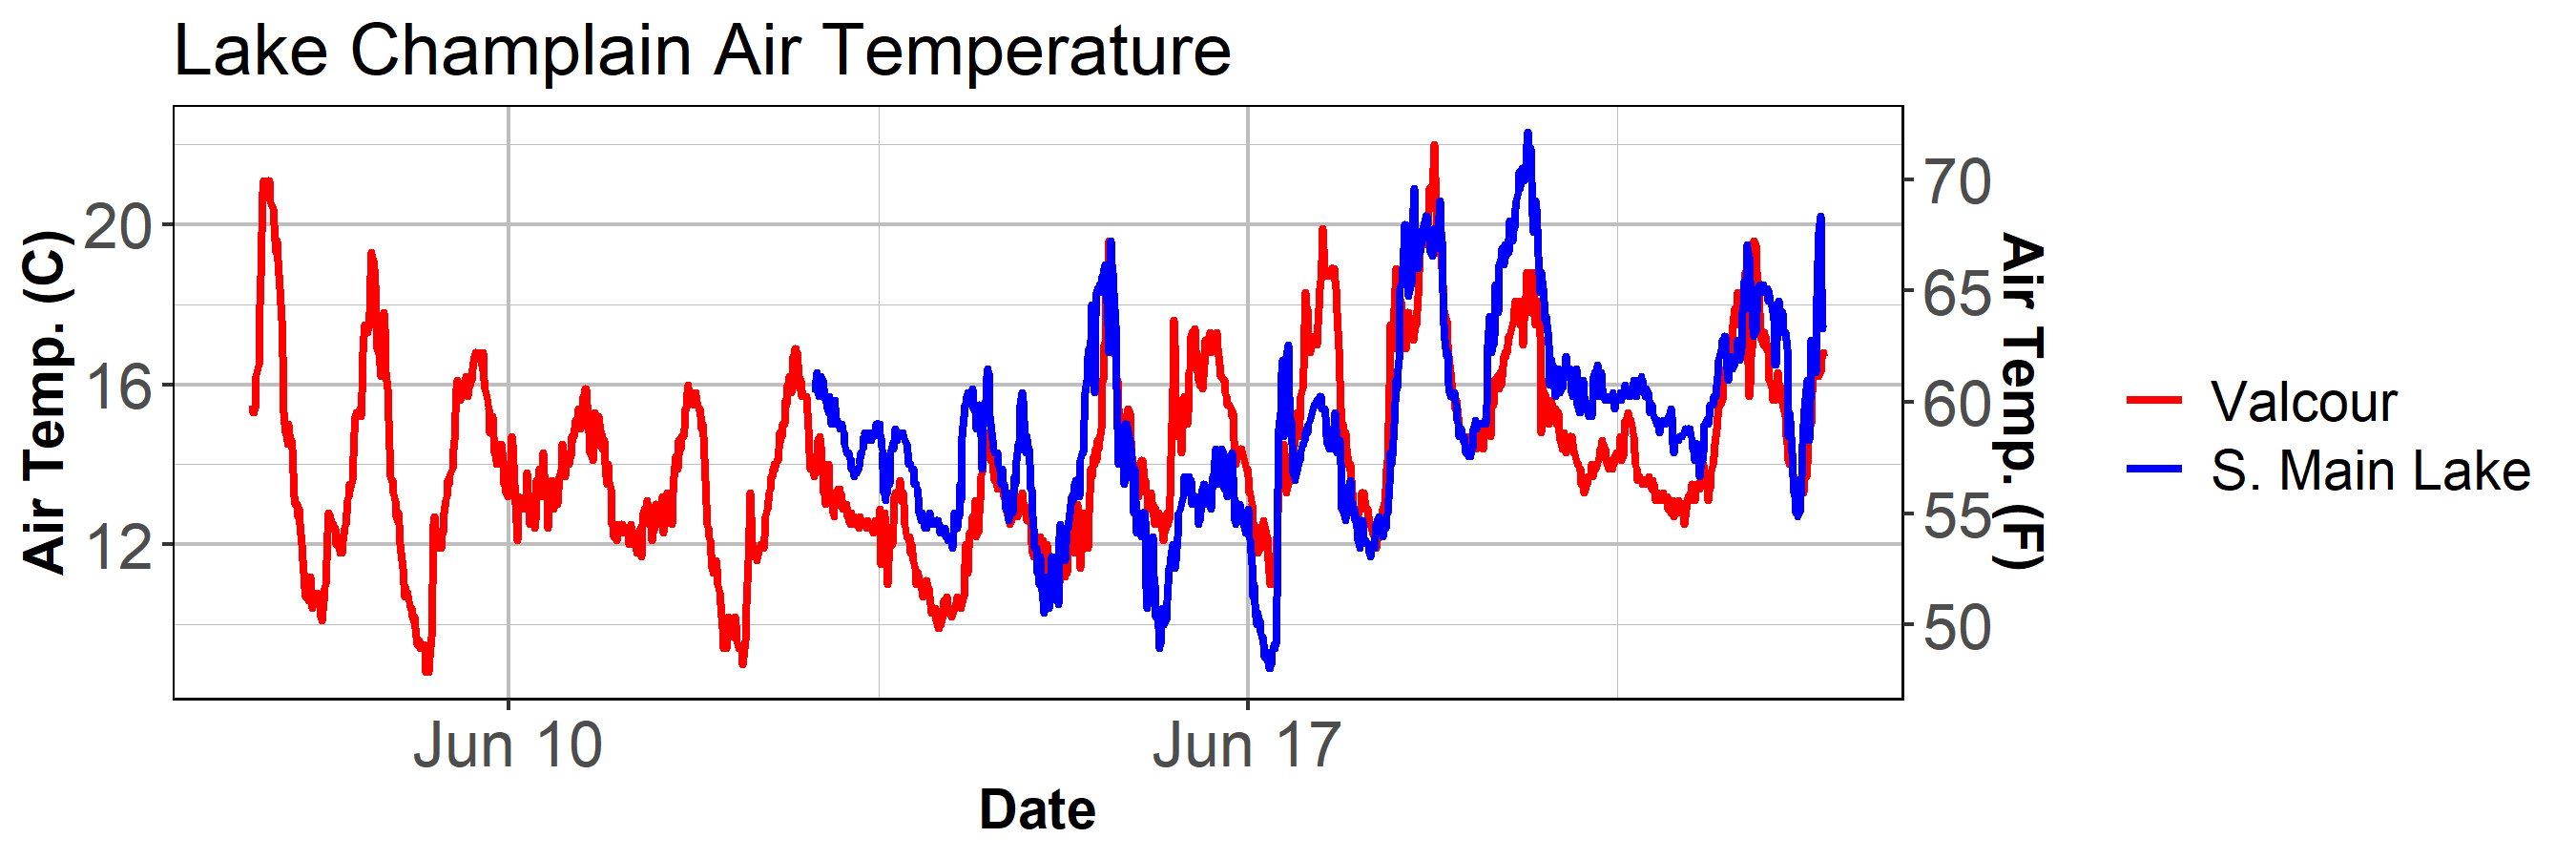 Lake Champlain Air Temperature
Air Temp. (C)
20
16
12
70
65
60
55
50
Air Temp. (F)
Jun 10
Jun 17
Date
Valcour
S. Main Lake